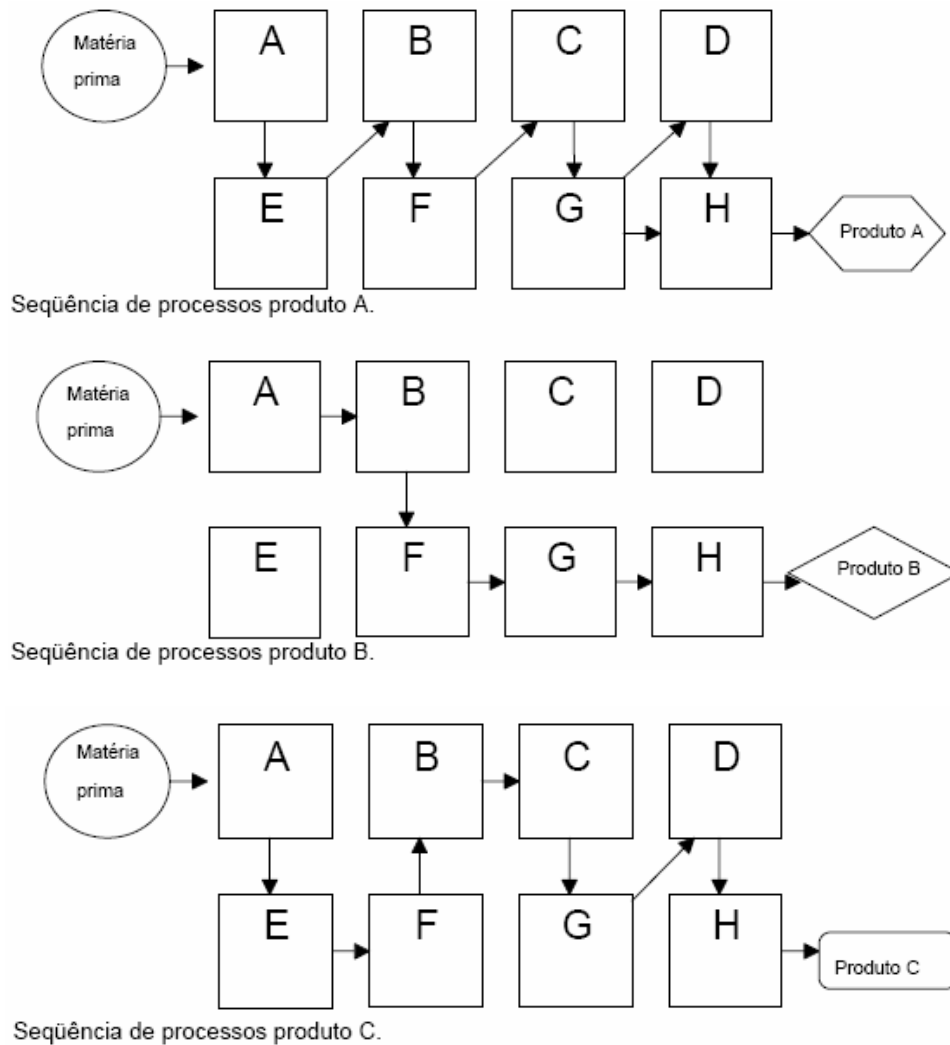 Matéria
prima
A
B
C
D
E
F
G
H
Produto A
Seqüência de processos produto A.
Matéria
prima
A
B
C
D
E
F
G
H
Produto B
Seqüência de processos produto B.
Matéria
prima
A
B
C
D
E
F
G
H
Produto C
Seqüência de processos produto C.